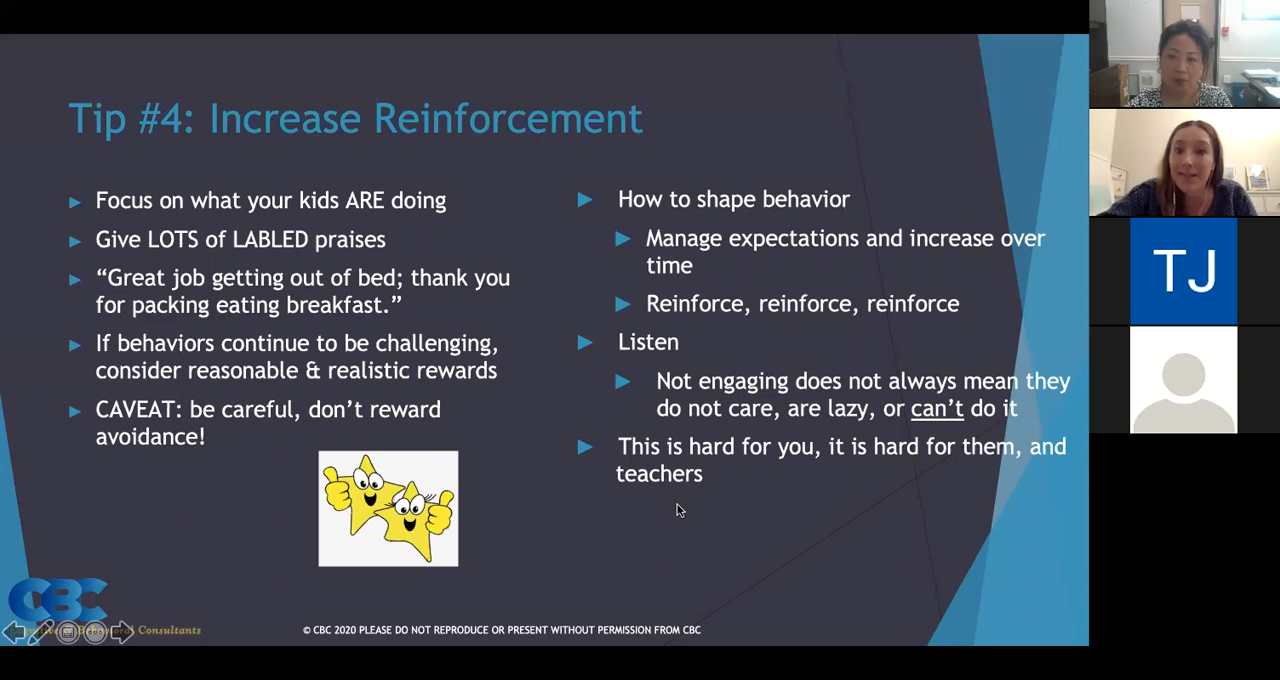 Tip #4: Increase Reinforcement
Focus on what your kids ARE doing
Give LOTS of LABLED praises
“Great job getting out of bed; thank you
for packing eating breakfast.”
If behaviors continue to be challenging,
consider reasonable & realistic rewards
CAVEAT: be careful, don’t reward
avoidance!
How to shape behavior
Manage expectations and increase over
time
Reinforce, reinforce, reinforce
Listen
Not engaging does not always mean they
do not care, are lazy, or can’t do it
This is hard for you, it is hard for them, and
teachers
CBC
Behavioral Consultants
© CBC 2020 PLEASE DO NOT REPRODUCE OR PRESENT WITHOUT PERMISSION FROM CBC
TJ